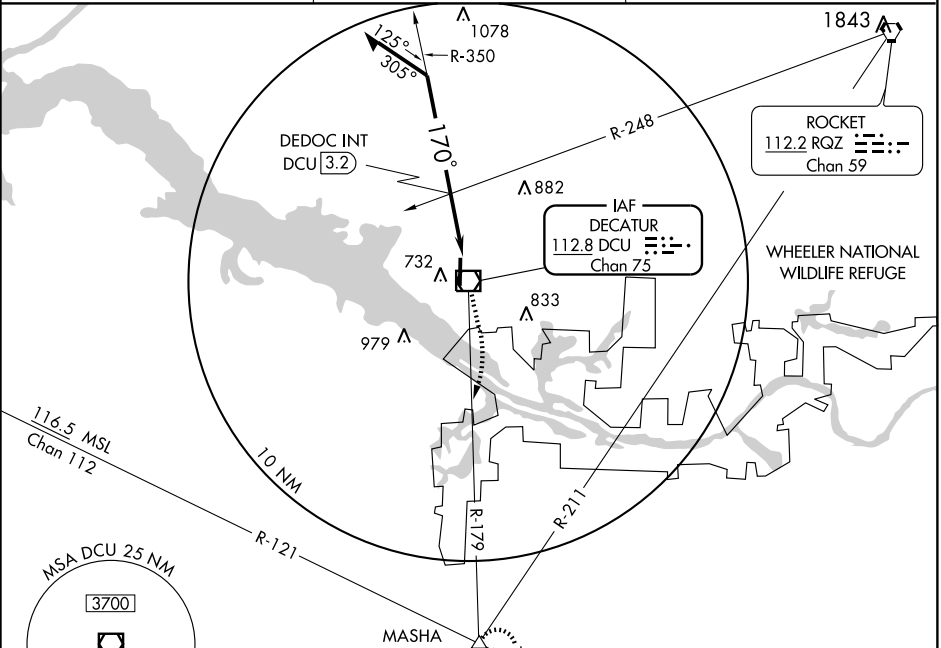 1078
1843
125°
305°
R-350
R-248
DEDOC INT
DCU 3.2
170°
ROCKET
112.2 RQZ
Chan 59
882
IAF
DECATUR
112.8 DCU
Chan 75
732
WHEELER NATIONAL
WILDLIFE REFUGE
833
979
116.5 MSL
Chan 112
10 NM
R-121
R-179
R-211
MSA DCU 25 NM
3700
MASHA